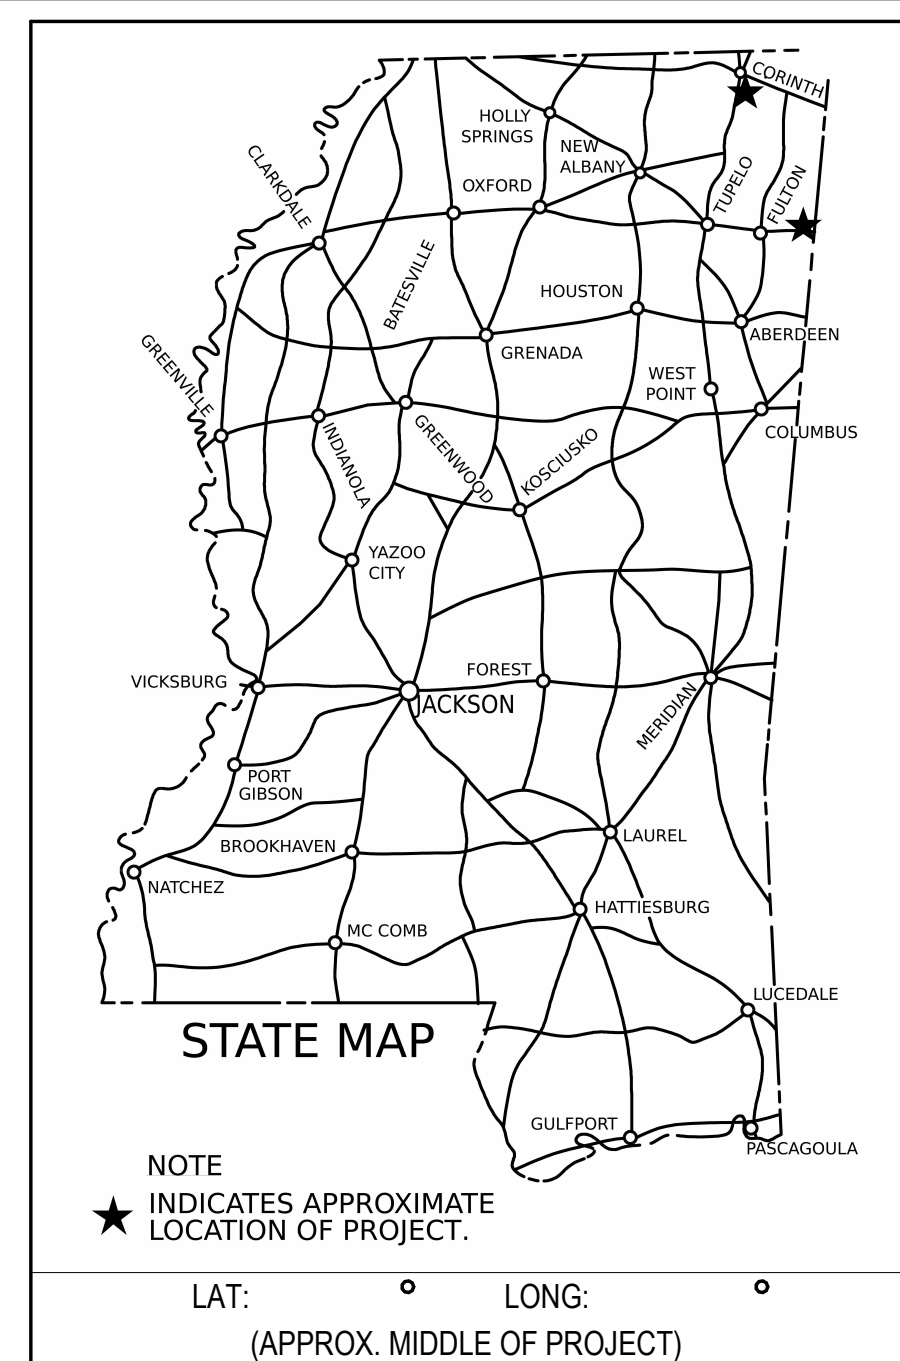 CORINTH
HOLLY
SPRINGS
NEW
ALBANY
CLARKDALE
OXFORD
TUPELO
FULTON
BATESVILLE
HOUSTON
ABERDEEN
GREENVILLE
GRENADA
WEST
POINT
COLUMBUS
INDIANOLA
GREENWOOD
KOSCIUSKO
YAZOO
CITY
FOREST
VICKSBURG
JACKSON
MERIDIAN
PORT
GIBSON
BROOKHAVEN
LAUREL
NATCHEZ
HATTIESBURG
MC COMB
LUCEDALE
STATE MAP
GULFPORT
PASCAGOULA
NOTE
INDICATES APPROXIMATE
LOCATION OF PROJECT.
LAT: ° LONG: °
(APPROX. MIDDLE OF PROJECT)